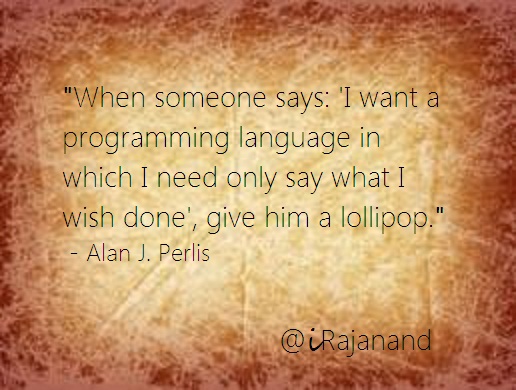 "When someone says: 'I want a
programming language in
which I need only say what I
wish done', give him a lollipop."
- Alan J. Perlis
@iRajanand